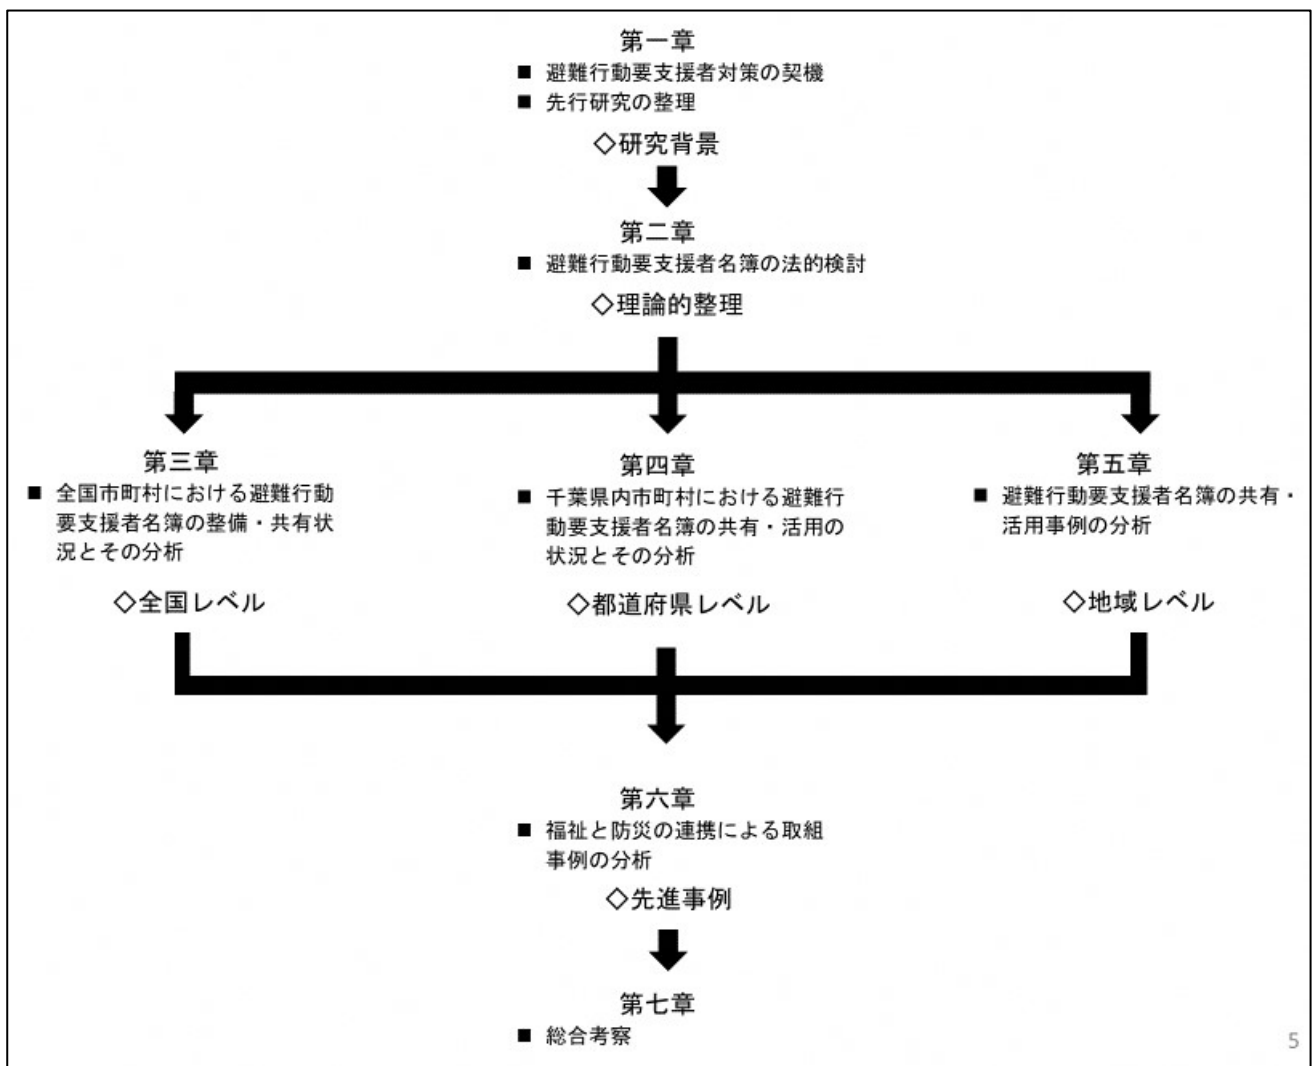 第一章
■ 避難行動要支援者対策の契機
■ 先行研究の整理
◇研究背景
第二章
■ 避難行動要支援者名簿の法的検討
◇理論的整理
第三章
■ 全国市町村における避難行動
要支援者名簿の整備・共有状
況とその分析
◇全国レベル
第四章
■ 千葉県内市町村における避難行
動要支援者名簿の共有・活用の
状況とその分析
◇都道府県レベル
第五章
■ 避難行動要支援者名簿の共有・
活用事例の分析
◇地域レベル
第六章
■ 福祉と防災の連携による取組
事例の分析
◇先進事例
第七章
■ 総合考察
5